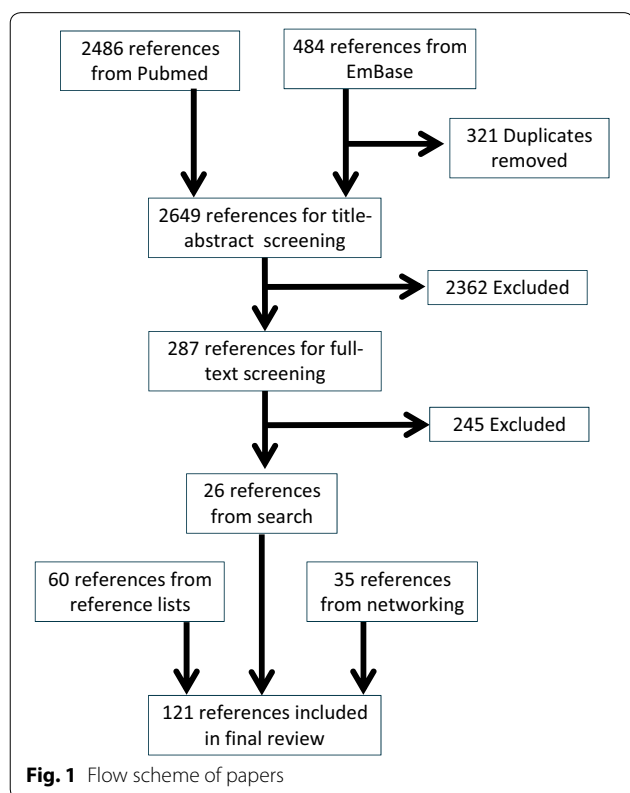 2486 references
from Pubmed
484 references from
EmBase
321 Duplicates
removed
2649 references for title-
abstract screening
2362 Excluded
287 references for full-
text screening
245 Excluded
26 references
from search
60 references from
reference lists
35 references
from networking
121 references included
in final review
Fig. 1 Flow scheme of papers